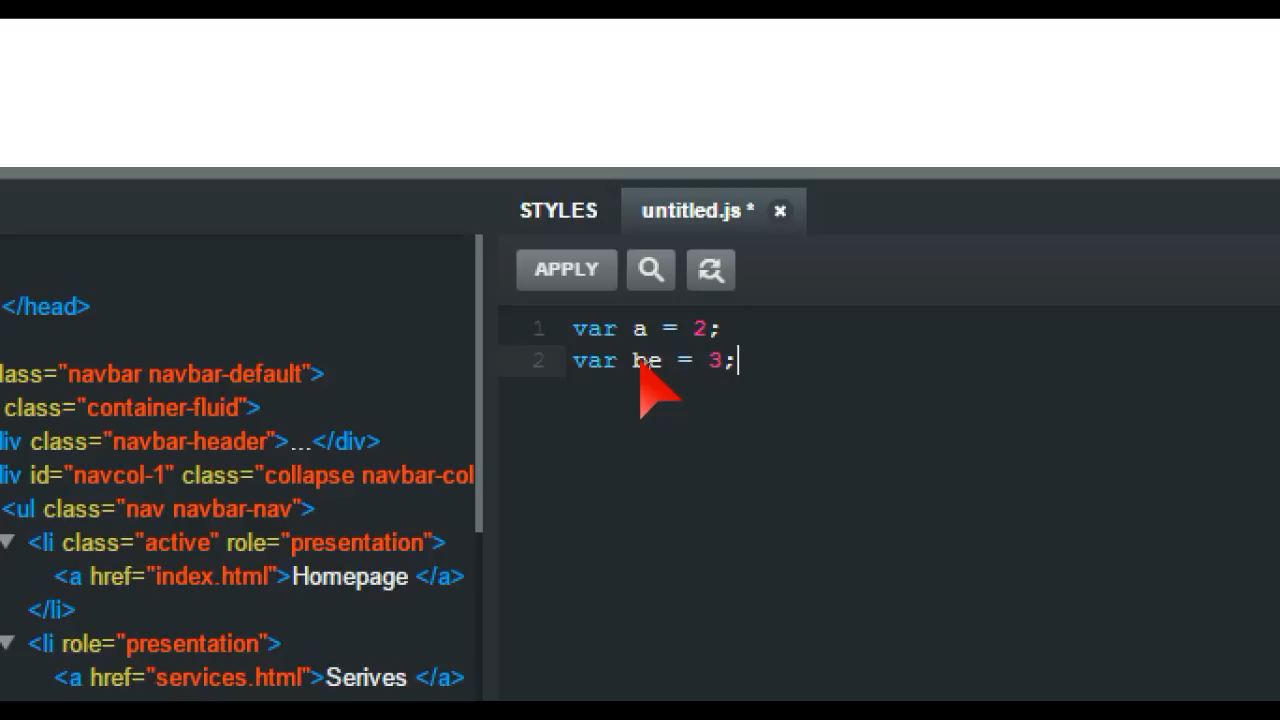 STYLES untitled.js *
APPLY
</head>
lass="navbar navbar-default">
class="container-fluid">
div class="navbar-header">...</div>
div id="navcol-1" class="collapse navbar-col
<ul class="nav navbar-nav">
<li class="active" role="presentation">
<a href="index.html">Homepage </a>
</li>
<li role="presentation">
<a href="services.html">Serives </a>
1 var a = 2;
2 var be = 3;